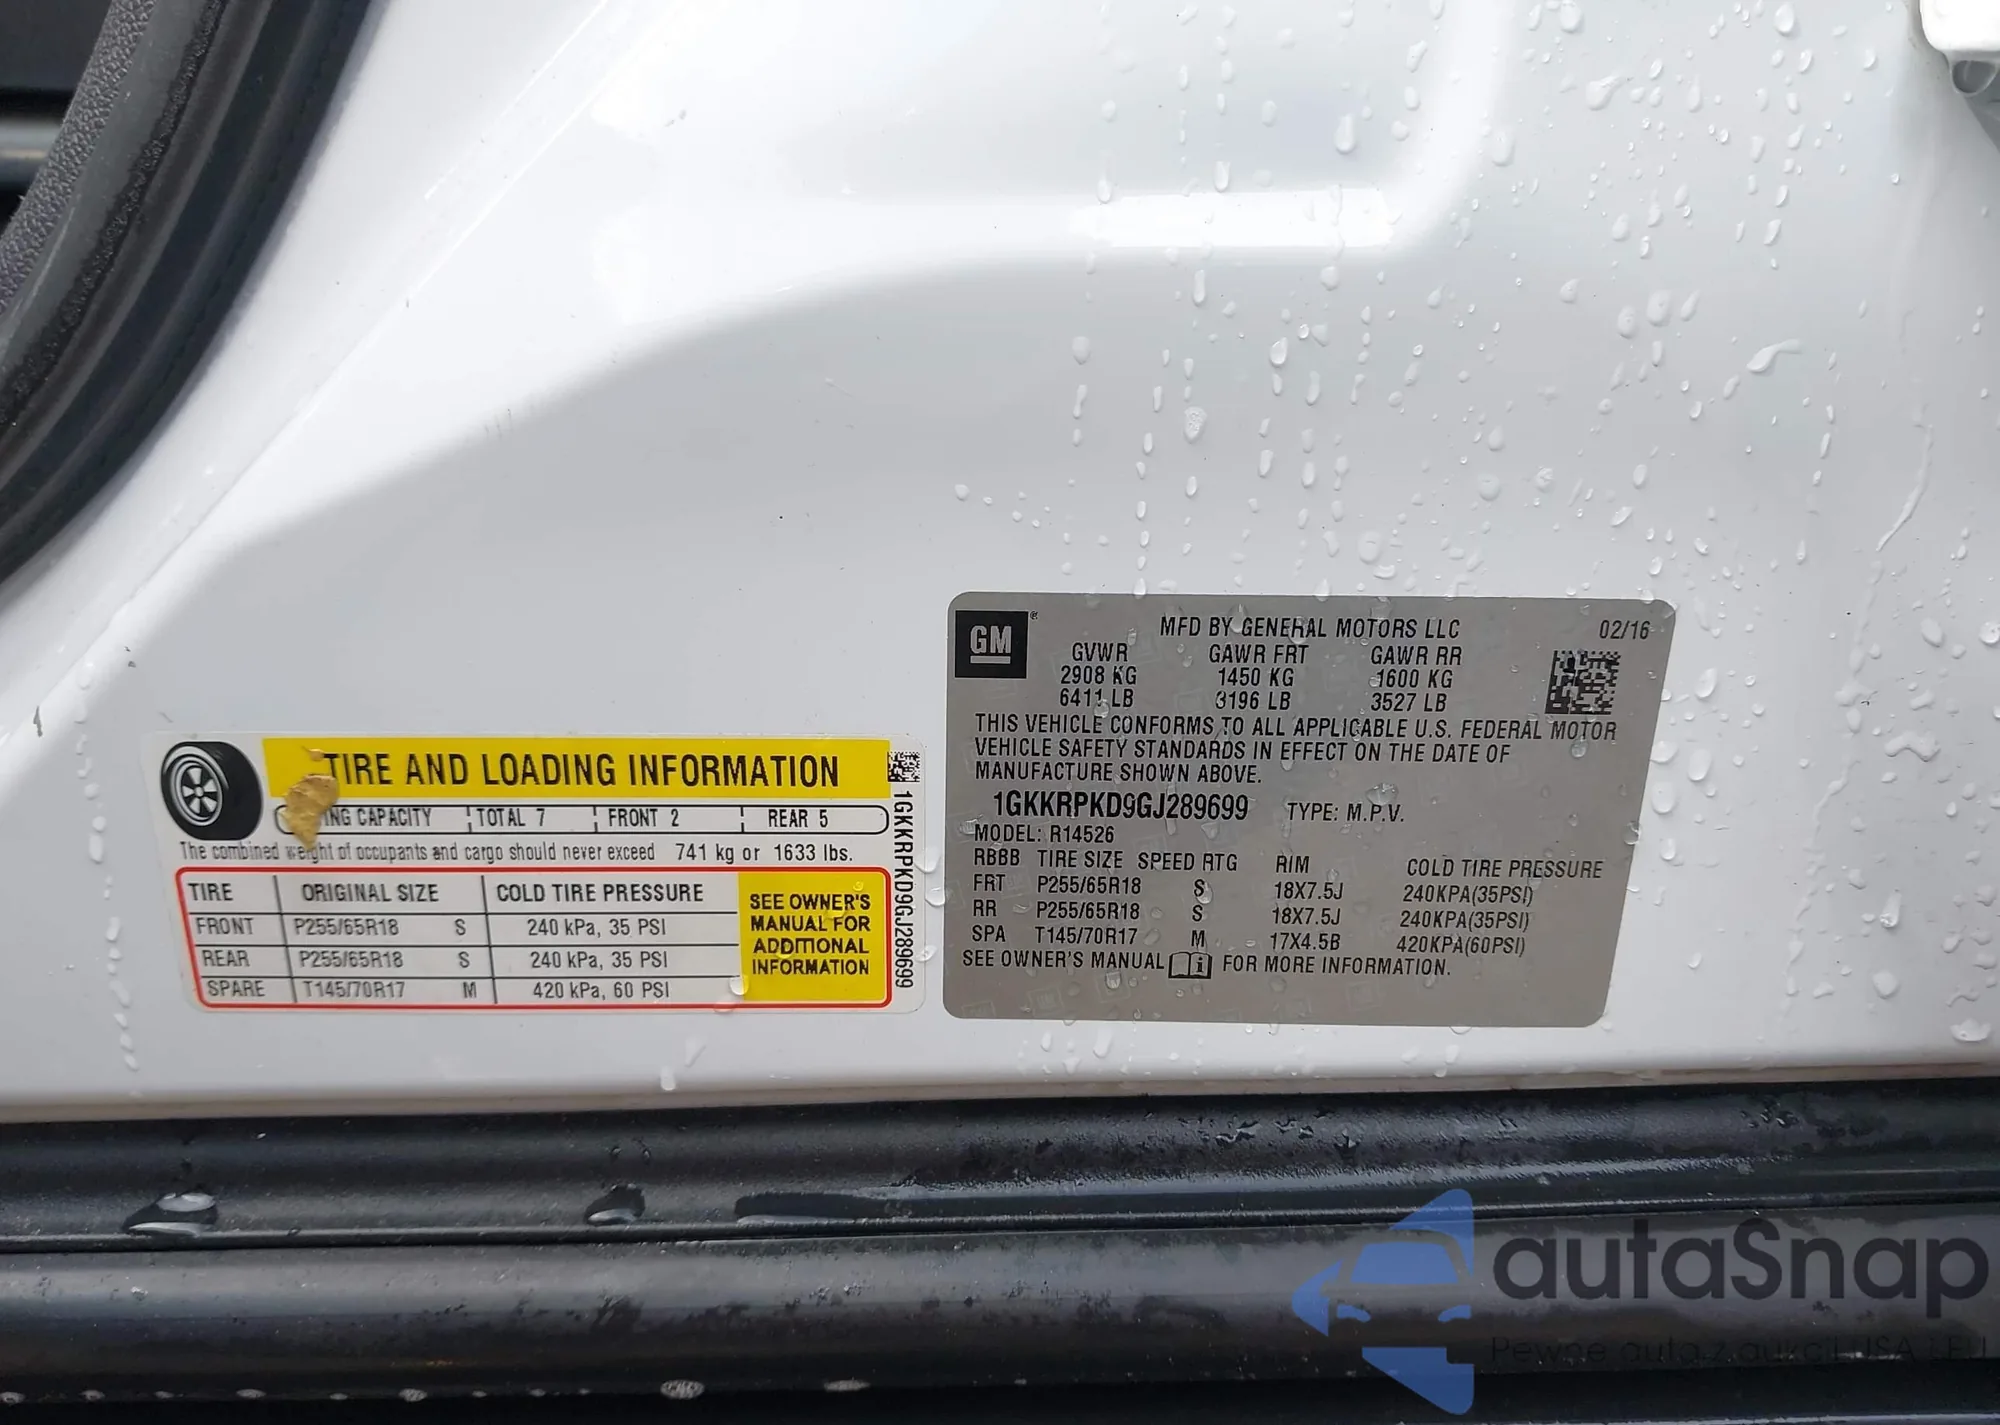 GM
MFD BY GENERAL MOTORS LLC 02/16
GVWR GAWR FRT GAWR RR
2908 KG 1450 KG 1600 KG
6411 LB 3196 LB 3527 LB
THIS VEHICLE CONFORMS TO ALL APPLICABLE U.S. FEDERAL MOTOR
VEHICLE SAFETY STANDARDS IN EFFECT ON THE DATE OF
MANUFACTURE SHOWN ABOVE.
1GKKRPKD9GJ289699 TYPE: M.P.V.
MODEL: R14526
RBBB TIRE SIZE SPEED RTG RIM COLD TIRE PRESSURE
FRT P255/65R18 S 18X7.5J 240KPA(35PSI)
RR P255/65R18 S 18X7.5J 240KPA(35PSI)
SPA T145/70R17 M 17X4.5B 420KPA(60PSI)
SEE OWNER'S MANUAL i FOR MORE INFORMATION.
TIRE AND LOADING INFORMATION
ING CAPACITY TOTAL 7 FRONT 2 REAR 5
The combined weight of occupants and cargo should never exceed 741 kg or 1633 lbs.
TIRE ORIGINAL SIZE COLD TIRE PRESSURE
FRONT P255/65R18 S 240 kPa, 35 PSI
REAR P255/65R18 S 240 kPa, 35 PSI
SPARE T145/70R17 M 420 kPa, 60 PSI
SEE OWNER'S
MANUAL FOR
ADDITIONAL
INFORMATION
1GKKRPKD9GJ289699
autaSnap
Pewne auta z aukcji USA i EU